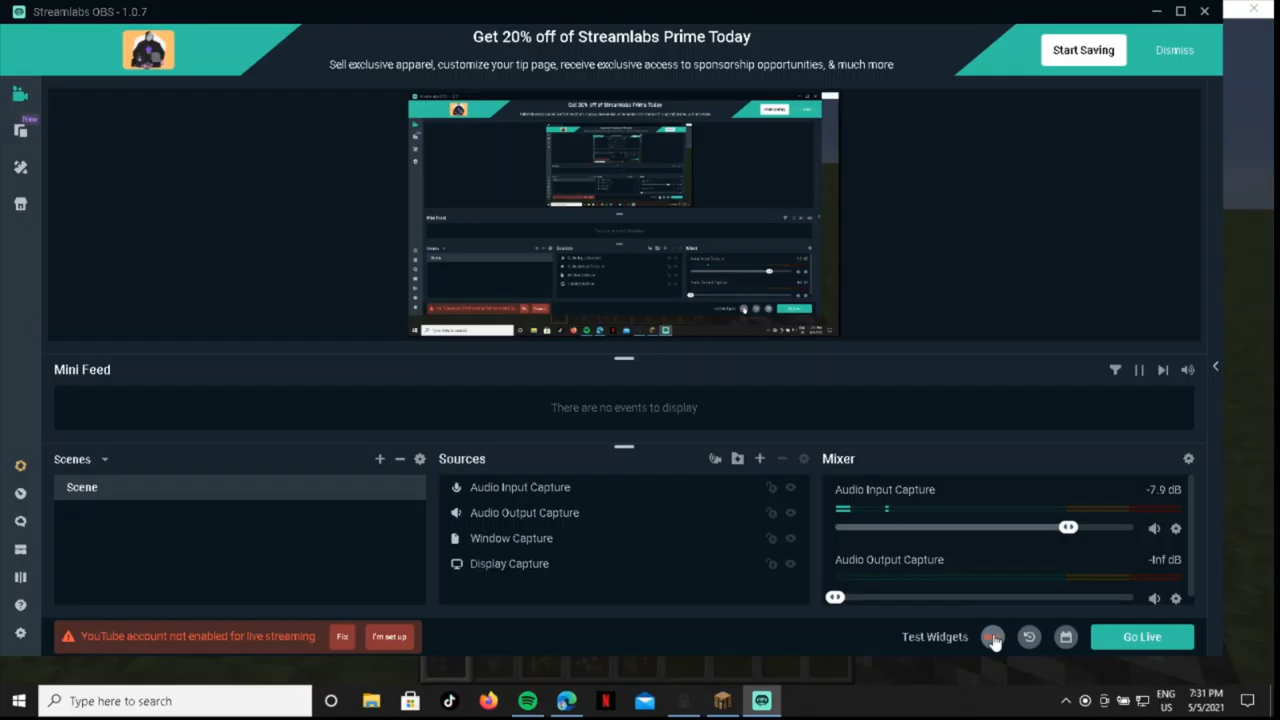 Streamlabs OBS - 1.0.7
Get 20% off of Streamlabs Prime Today
Sell exclusive apparel, customize your tip page, receive exclusive access to sponsorship opportunities, & much more
Start Saving
Dismiss
New
Mini Feed
There are no events to display
Scenes
Scene
Sources
Audio Input Capture
Audio Output Capture
Window Capture
Display Capture
Mixer
Audio Input Capture
-7.9 dB
Audio Output Capture
-Inf dB
YouTube account not enabled for live streaming
Fix
I'm set up
Test Widgets
Go Live
Type here to search
ENG
US
7:31 PM
5/5/2021